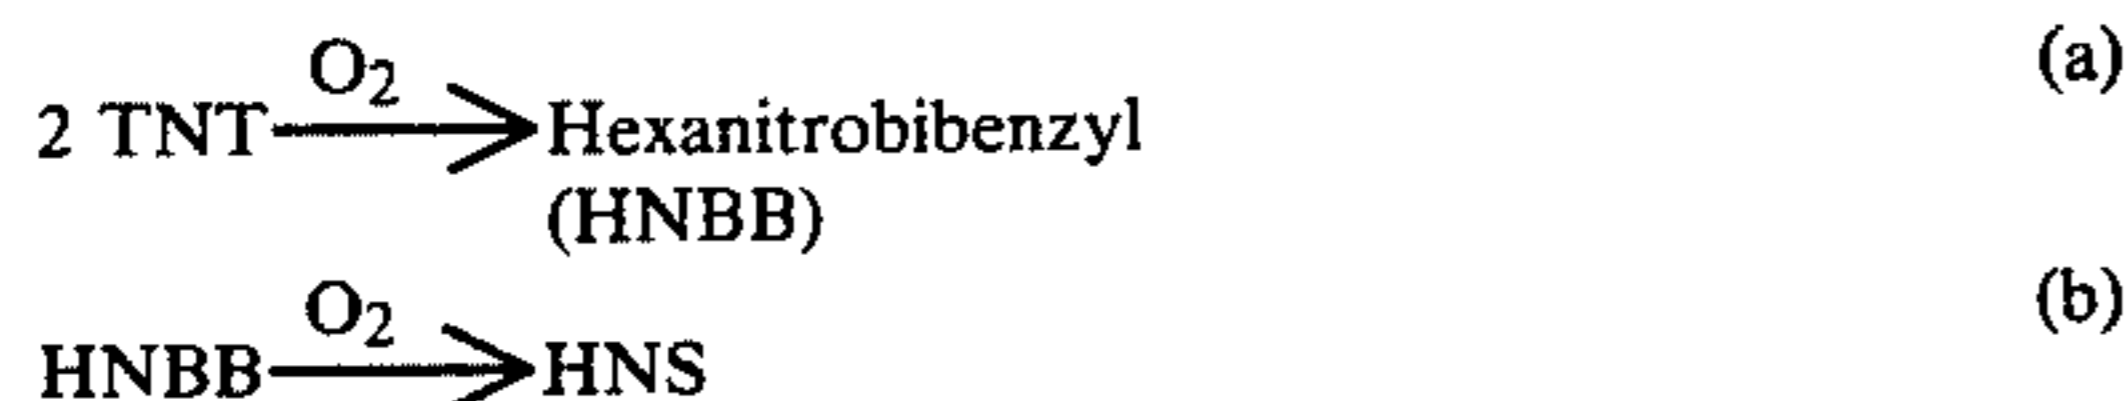 O2 (a)
2 TNT → Hexanitrobibenzyl
(HNBB)
O2 (b)
HNBB → HNS